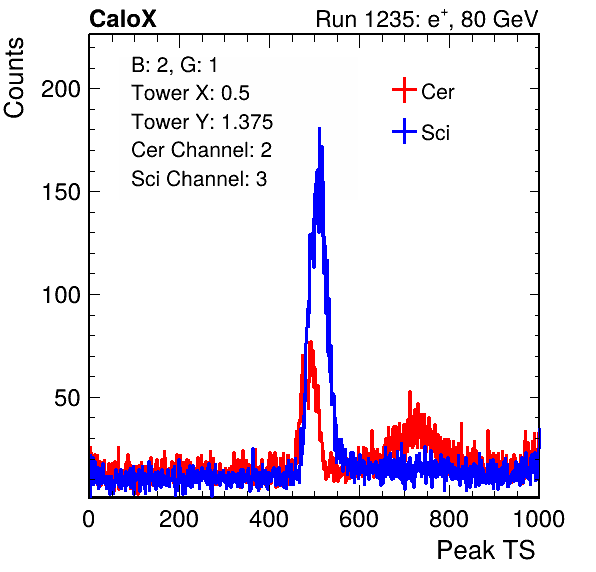 CaloX
Run 1235: e⁺, 80 GeV
Counts
B: 2, G: 1
Tower X: 0.5
Tower Y: 1.375
Cer Channel: 2
Sci Channel: 3
Cer
Sci
200
150
100
50
0 200 400 600 800 1000
Peak TS